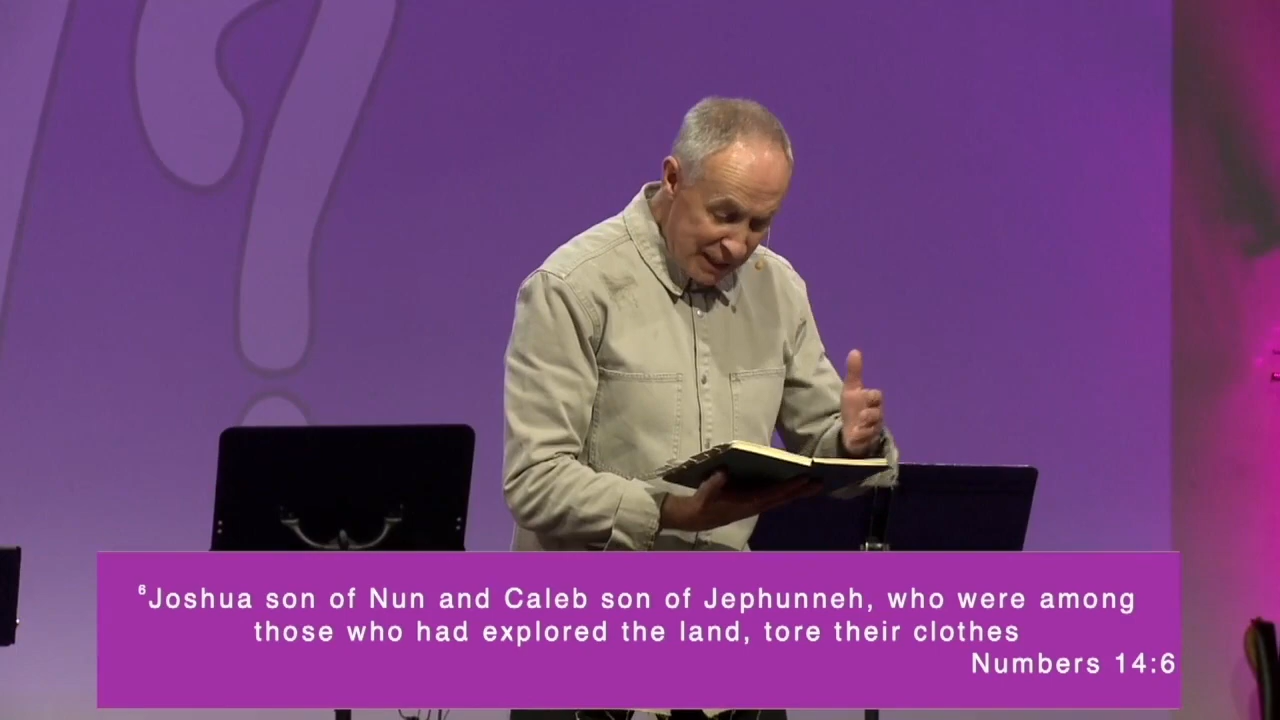 ⁶Joshua son of Nun and Caleb son of Jephunneh, who were among
those who had explored the land, tore their clothes
Numbers 14:6